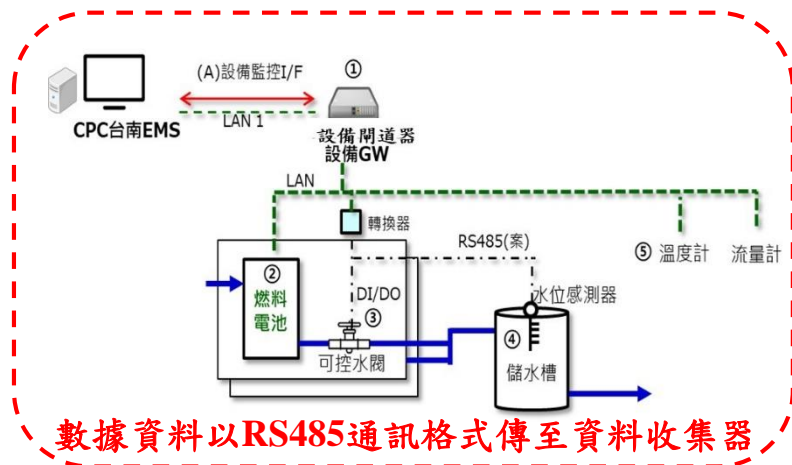 (A)設備監控I/F
①
CPC台南EMS
LAN 1
設備閘道器
設備GW
LAN
轉換器
RS485(案)
⑤ 溫度計
流量計
②
燃料
電池
DI/DO
③
可控水閥
水位感測器
④
儲水槽
數據資料以RS485通訊格式傳至資料收集器